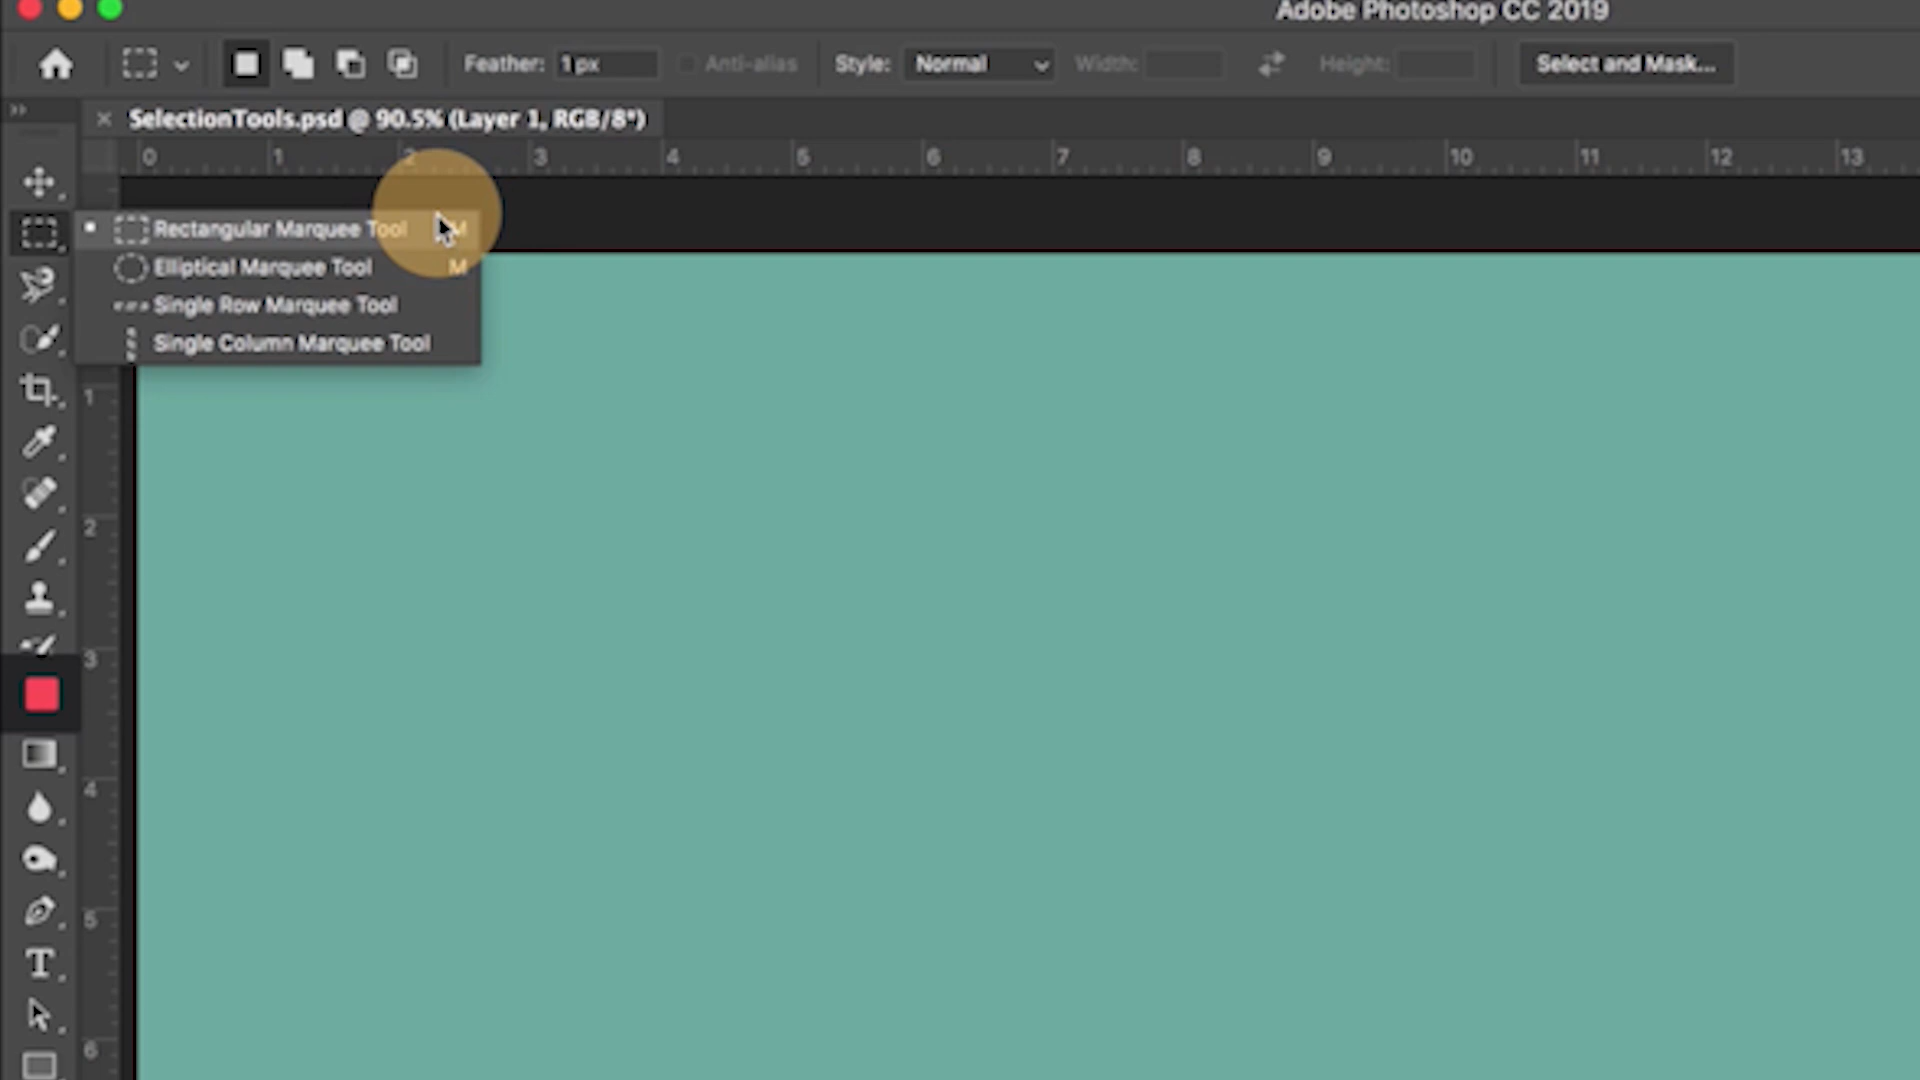 Adobe Photoshop CC 2019
Feather: 1 px Anti-alias Style: Normal Width: Height: Select and Mask...
SelectionTools.psd @ 90.5% (Layer 1, RGB/8*)
0 1 2 3 4 5 6 7 8 9 10 11 12 13
Rectangular Marquee Tool M
Elliptical Marquee Tool M
Single Row Marquee Tool
Single Column Marquee Tool
1
2
3
4
5
6